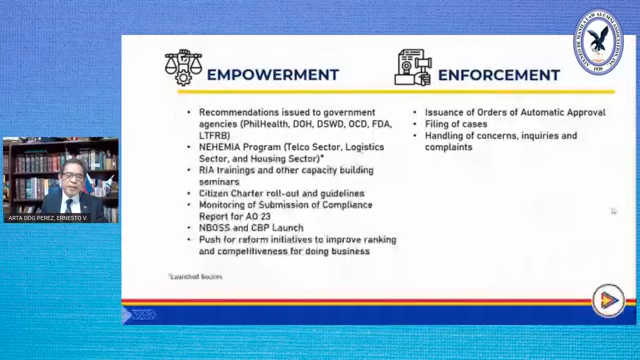 EMPOWERMENT
• Recommendations issued to government
agencies (PhilHealth, DOH, DSWD, OCD, FDA,
LTFRB)
• NEHEMIA Program (Telco Sector, Logistics
Sector, and Housing Sector)*
• RIA trainings and other capacity building
seminars
• Citizen Charter roll-out and guidelines
• Monitoring of Submission of Compliance
Report for AO 23
• NBOSS and CBP Launch
• Push for reform initiatives to improve ranking
and competitiveness for doing business
*Launched Sectors
ENFORCEMENT
• Issuance of Orders of Automatic Approval
• Filing of cases
• Handling of concerns, inquiries and
complaints
ARTA DDG PEREZ, ERNESTO V.